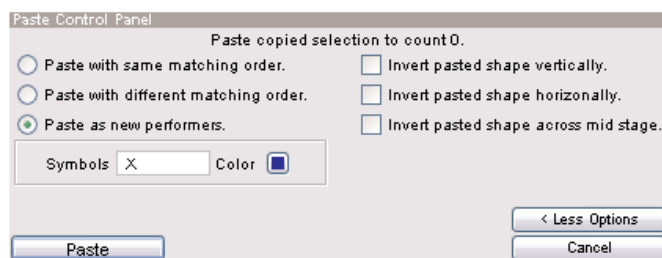 Paste Control Panel
Paste copied selection to count 0.
Paste with same matching order.
Invert pasted shape vertically.
Paste with different matching order.
Invert pasted shape horizonally.
Paste as new performers.
Invert pasted shape across mid stage.
Symbols X Color
< Less Options
Paste
Cancel